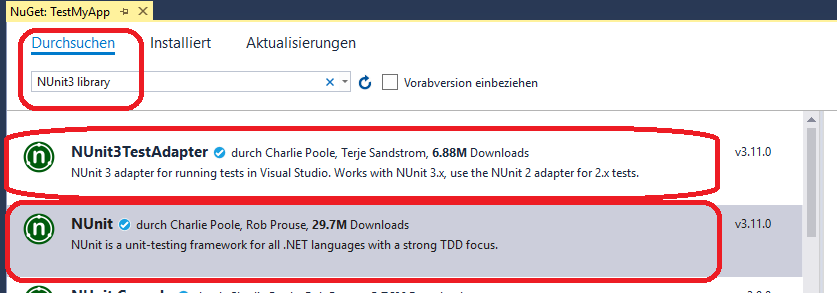 NuGet: TestMyApp
Durchsuchen Installiert Aktualisierungen
NUnit3 library Vorabversion einbeziehen
NUnit3TestAdapter durch Charlie Poole, Terje Sandstrom, 6.88M Downloads v3.11.0
NUnit 3 adapter for running tests in Visual Studio. Works with NUnit 3.x, use the NUnit 2 adapter for 2.x tests.
NUnit durch Charlie Poole, Rob Prouse, 29.7M Downloads v3.11.0
NUnit is a unit-testing framework for all .NET languages with a strong TDD focus.